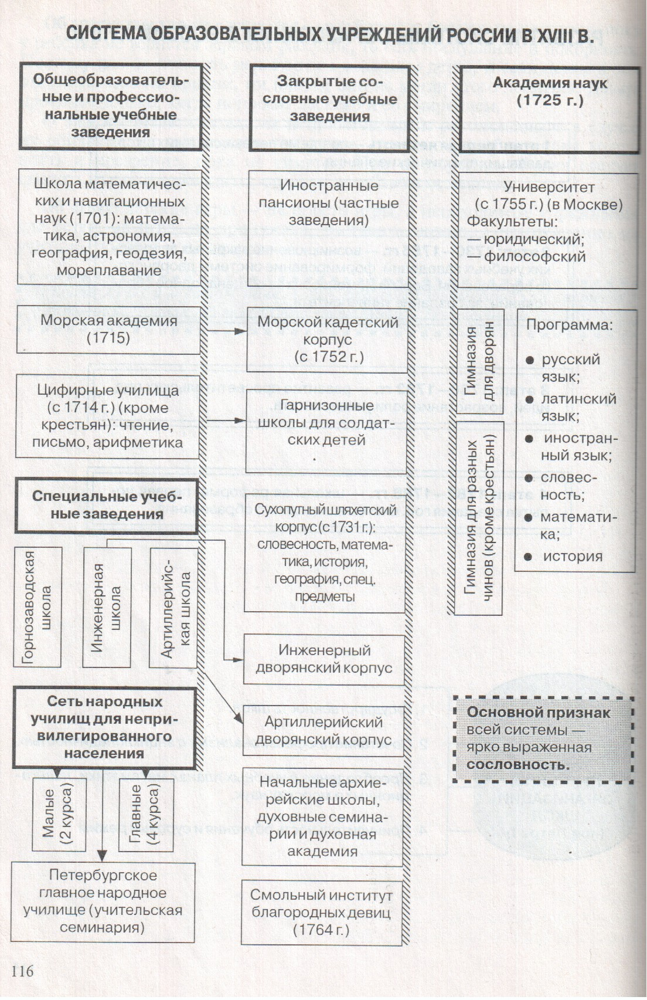 СИСТЕМА ОБРАЗОВАТЕЛЬНЫХ УЧРЕЖДЕНИЙ РОССИИ В XVIII В.
Общеобразователь-
ные и профессио-
нальные учебные
заведения
Школа математичес-
ких и навигационных
наук (1701): матема-
тика, астрономия,
география, геодезия,
мореплавание
Морская академия
(1715)
Цифирные училища
(с 1714 г.) (кроме
крестьян): чтение,
письмо, арифметика
Специальные учеб-
ные заведения
Горнозаводская
школа
Инженерная
школа
Артиллерийс-
кая школа
Сеть народных
училищ для непри-
вилегированного
населения
Малые
(2 курса)
Главные
(4 курса)
Петербургское
главное народное
училище (учительская
семинария)
Закрытые со-
словные учебные
заведения
Иностранные
пансионы (частные
заведения)
Морской кадетский
корпус
(с 1752 г.)
Гарнизонные
школы для солдат-
ских детей
Сухопутный шляхетский
корпус (с 1731 г.):
словесность, матема-
тика, история,
география, спец.
предметы
Инженерный
дворянский корпус
Артиллерийский
дворянский корпус
Начальные архие-
рейские школы,
духовные семина-
рии и духовная
академия
Смольный институт
благородных девиц
(1764 г.)
Академия наук
(1725 г.)
Университет
(с 1755 г.) (в Москве)
Факультеты:
— юридический;
— философский
Гимназия
для дворян
Гимназия для разных
чинов (кроме крестьян)
Программа:
● русский
язык;
● латинский
язык;
● иностран-
ный язык;
● словес-
ность;
● математи-
ка;
● история
Основной признак
всей системы —
ярко выраженная
сословность.
116